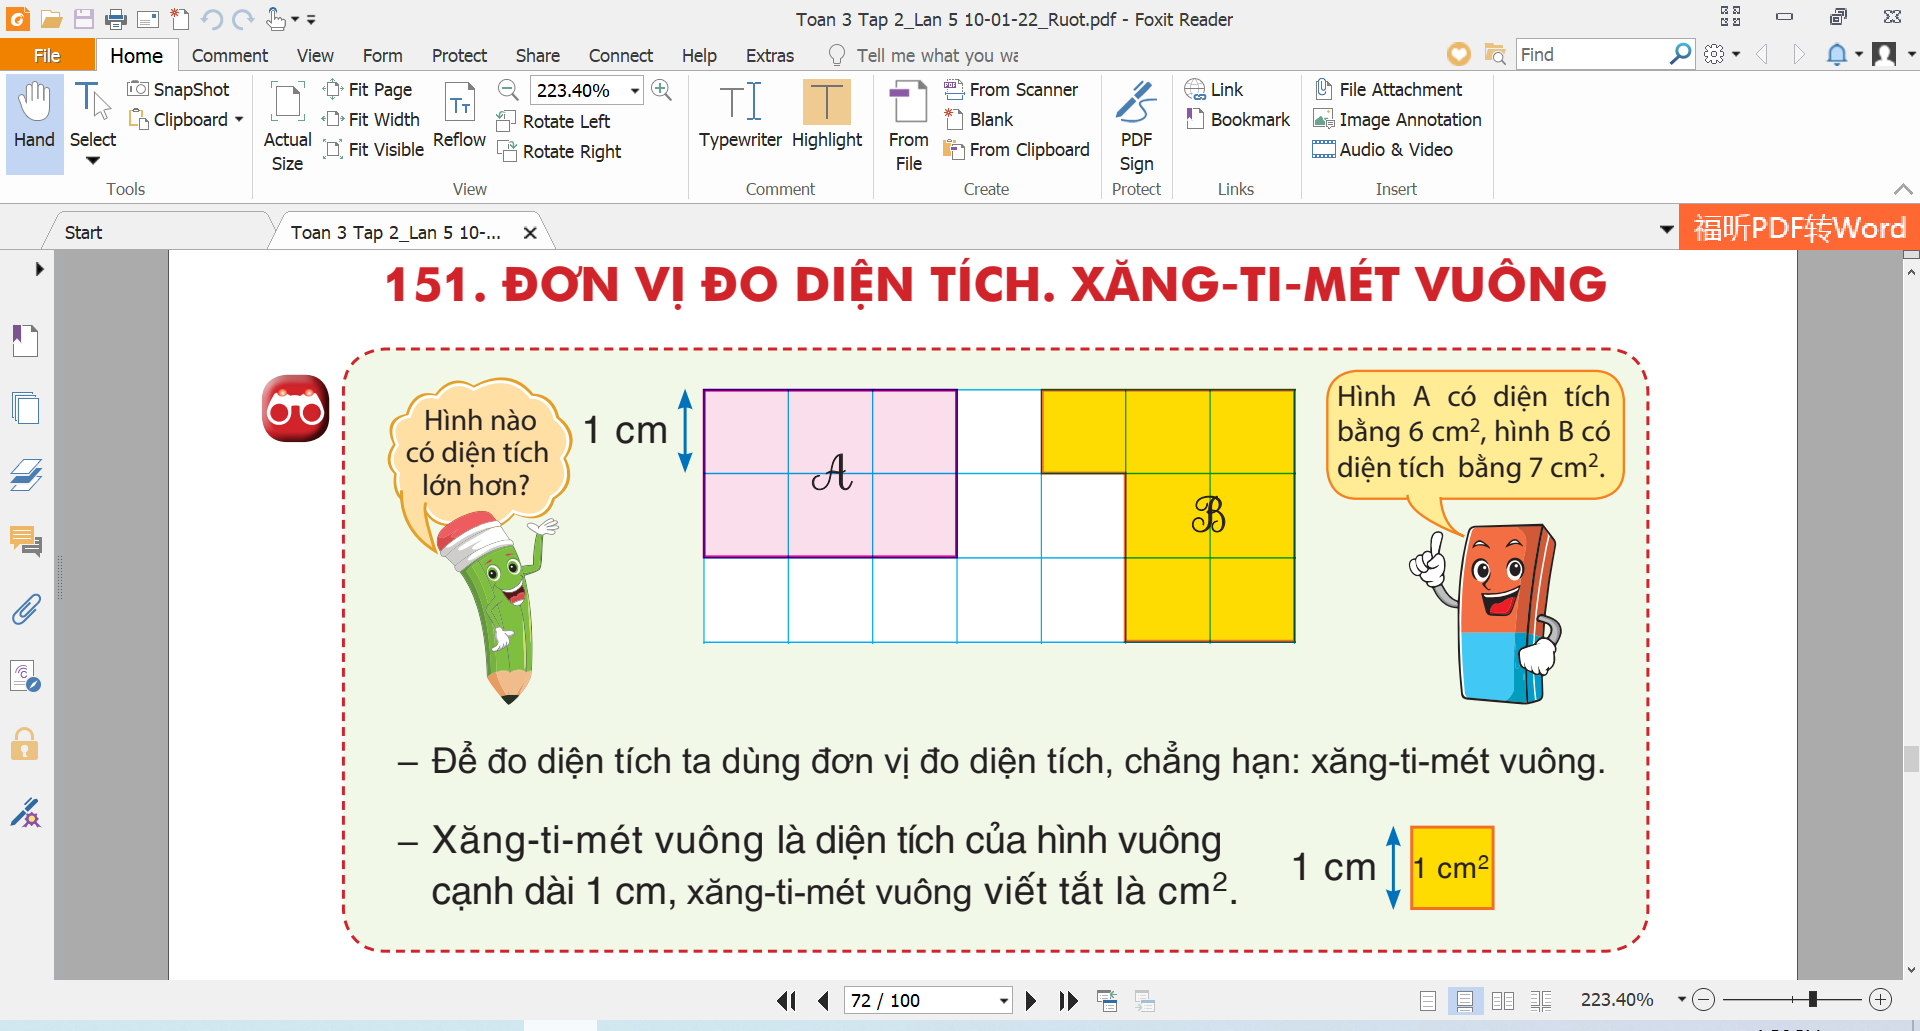 Toan 3 Tap 2_Lan 5 10-01-22_Ruot.pdf - Foxit Reader
File Home Comment View Form Protect Share Connect Help Extras Tell me what you wa Find
Hand
Select
SnapShot
Clipboard
Tools
Actual Size
Fit Page
Fit Width
Fit Visible
Reflow
223.40%
Rotate Left
Rotate Right
View
Typewriter
Highlight
Comment
From File
From Scanner
Blank
From Clipboard
Create
PDF Sign
Protect
Link
Bookmark
Links
File Attachment
Image Annotation
Audio & Video
Insert
Start
Toan 3 Tap 2_Lan 5 10-...
福昕PDF转Word
151. ĐƠN VỊ ĐO DIỆN TÍCH. XĂNG-TI-MÉT VUÔNG
Hình nào
có diện tích
lớn hơn?
1 cm
A
B
Hình A có diện tích
bằng 6 cm², hình B có
diện tích bằng 7 cm².
– Để đo diện tích ta dùng đơn vị đo diện tích, chẳng hạn: xăng-ti-mét vuông.
– Xăng-ti-mét vuông là diện tích của hình vuông
cạnh dài 1 cm, xăng-ti-mét vuông viết tắt là cm².
1 cm
1 cm²
72 / 100
223.40%